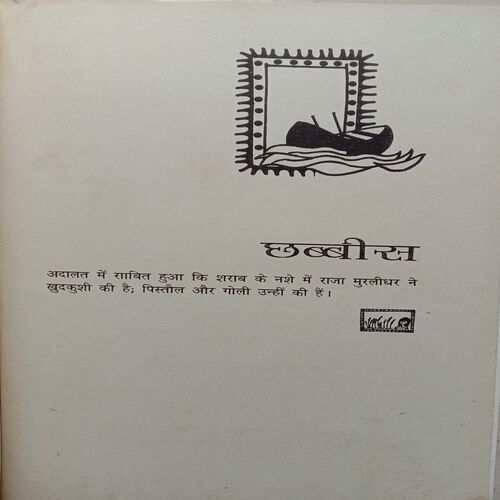 छब्बीस
अदालत में साबित हुआ कि शराब के नशे में राजा मुरलीधर ने
खुदकुशी की है; पिस्तौल और गोली उन्हीं की हैं।